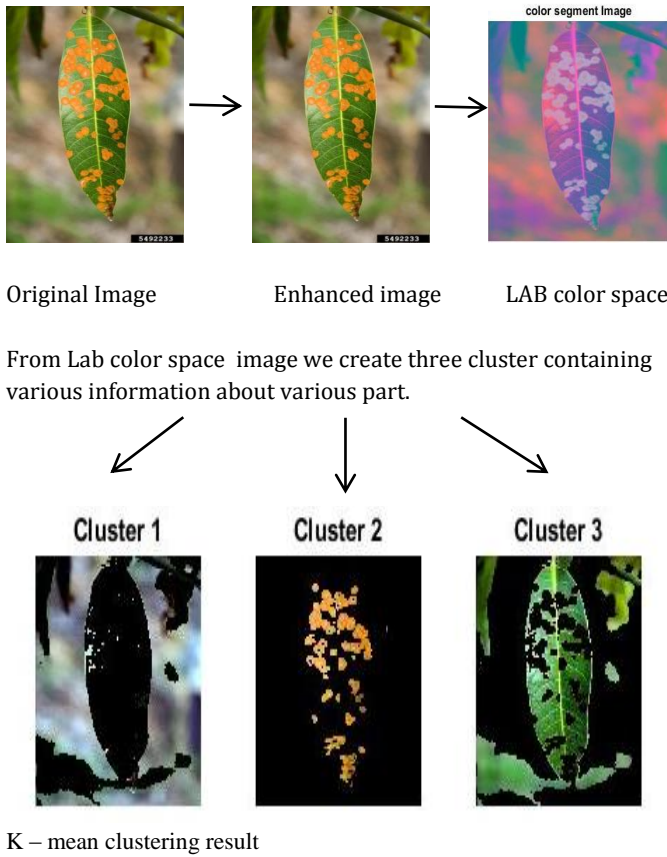 color segment Image
5492233
5492233
Original Image Enhanced image LAB color space
From Lab color space image we create three cluster containing
various information about various part.
Cluster 1 Cluster 2 Cluster 3
K – mean clustering result